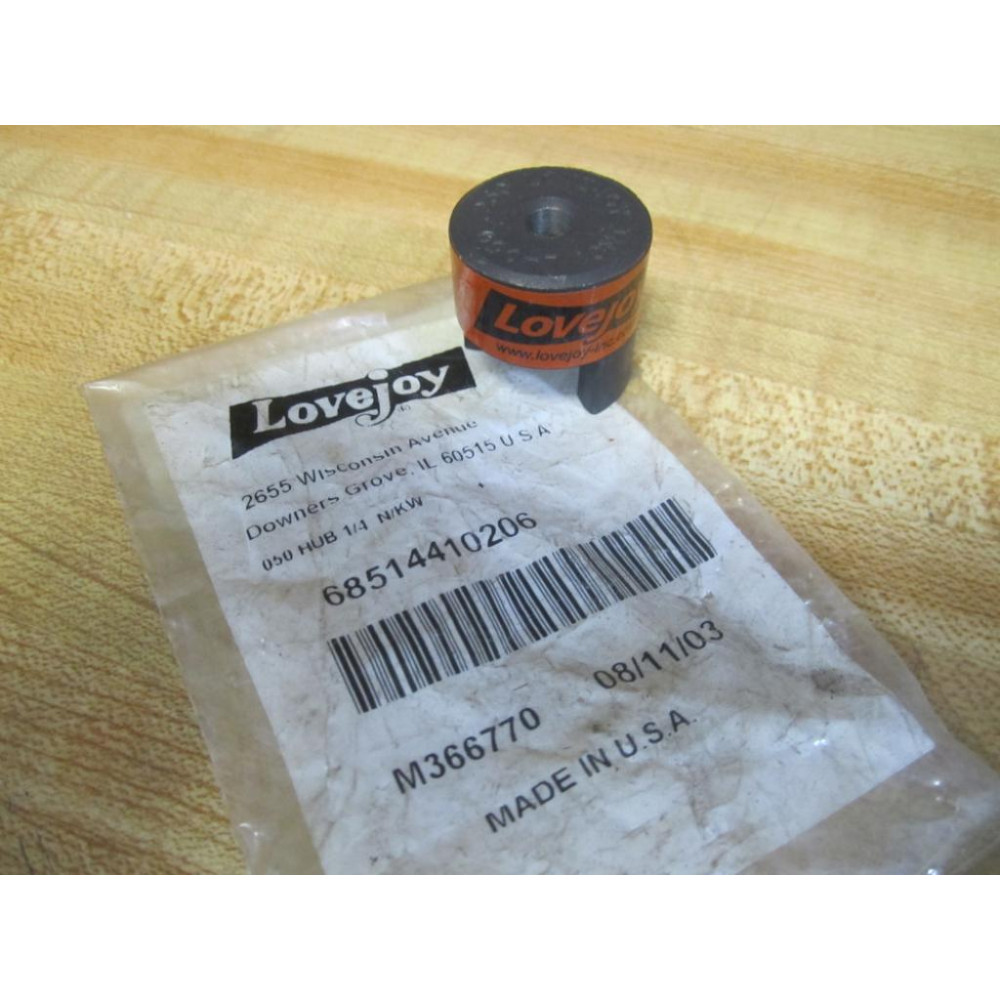 Lovejoy
www.lovejoy-inc.
Lovejoy
2655 Wisconsin Avenue
Downers Grove, IL 60515 U S A
050 HUB 1/4 N/KW
68514410206
08/11/03
M366770
MADE IN U.S.A.